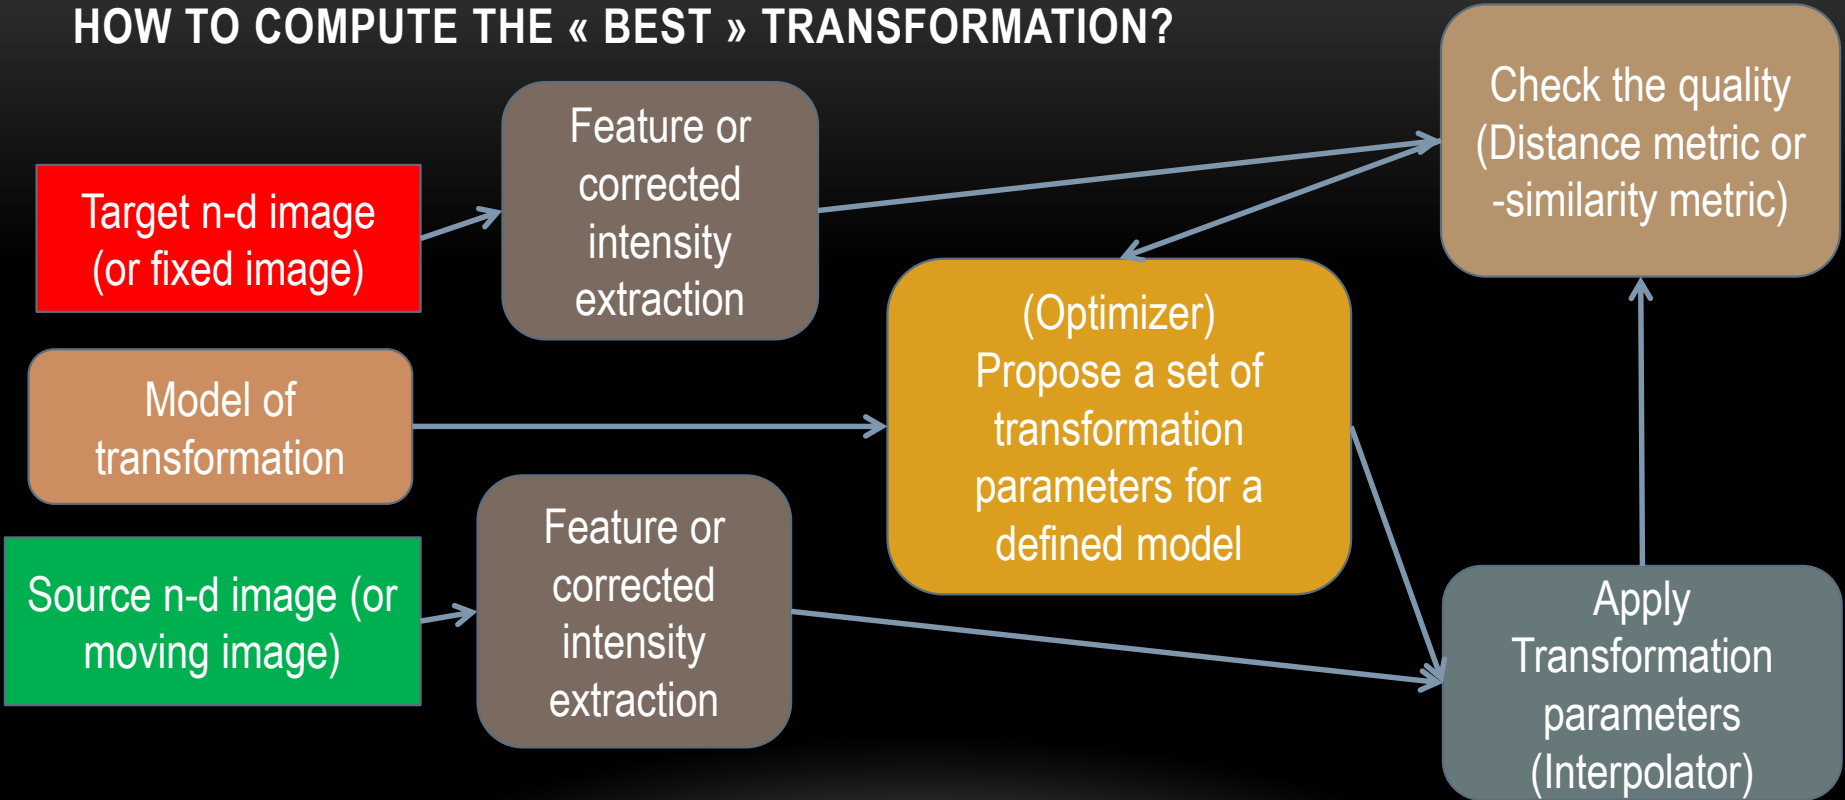 HOW TO COMPUTE THE « BEST » TRANSFORMATION?
Target n-d image
(or fixed image)
Feature or
corrected
intensity
extraction
Check the quality
(Distance metric or
-similarity metric)
Model of
transformation
(Optimizer)
Propose a set of
transformation
parameters for a
defined model
Source n-d image (or
moving image)
Feature or
corrected
intensity
extraction
Apply
Transformation
parameters
(Interpolator)